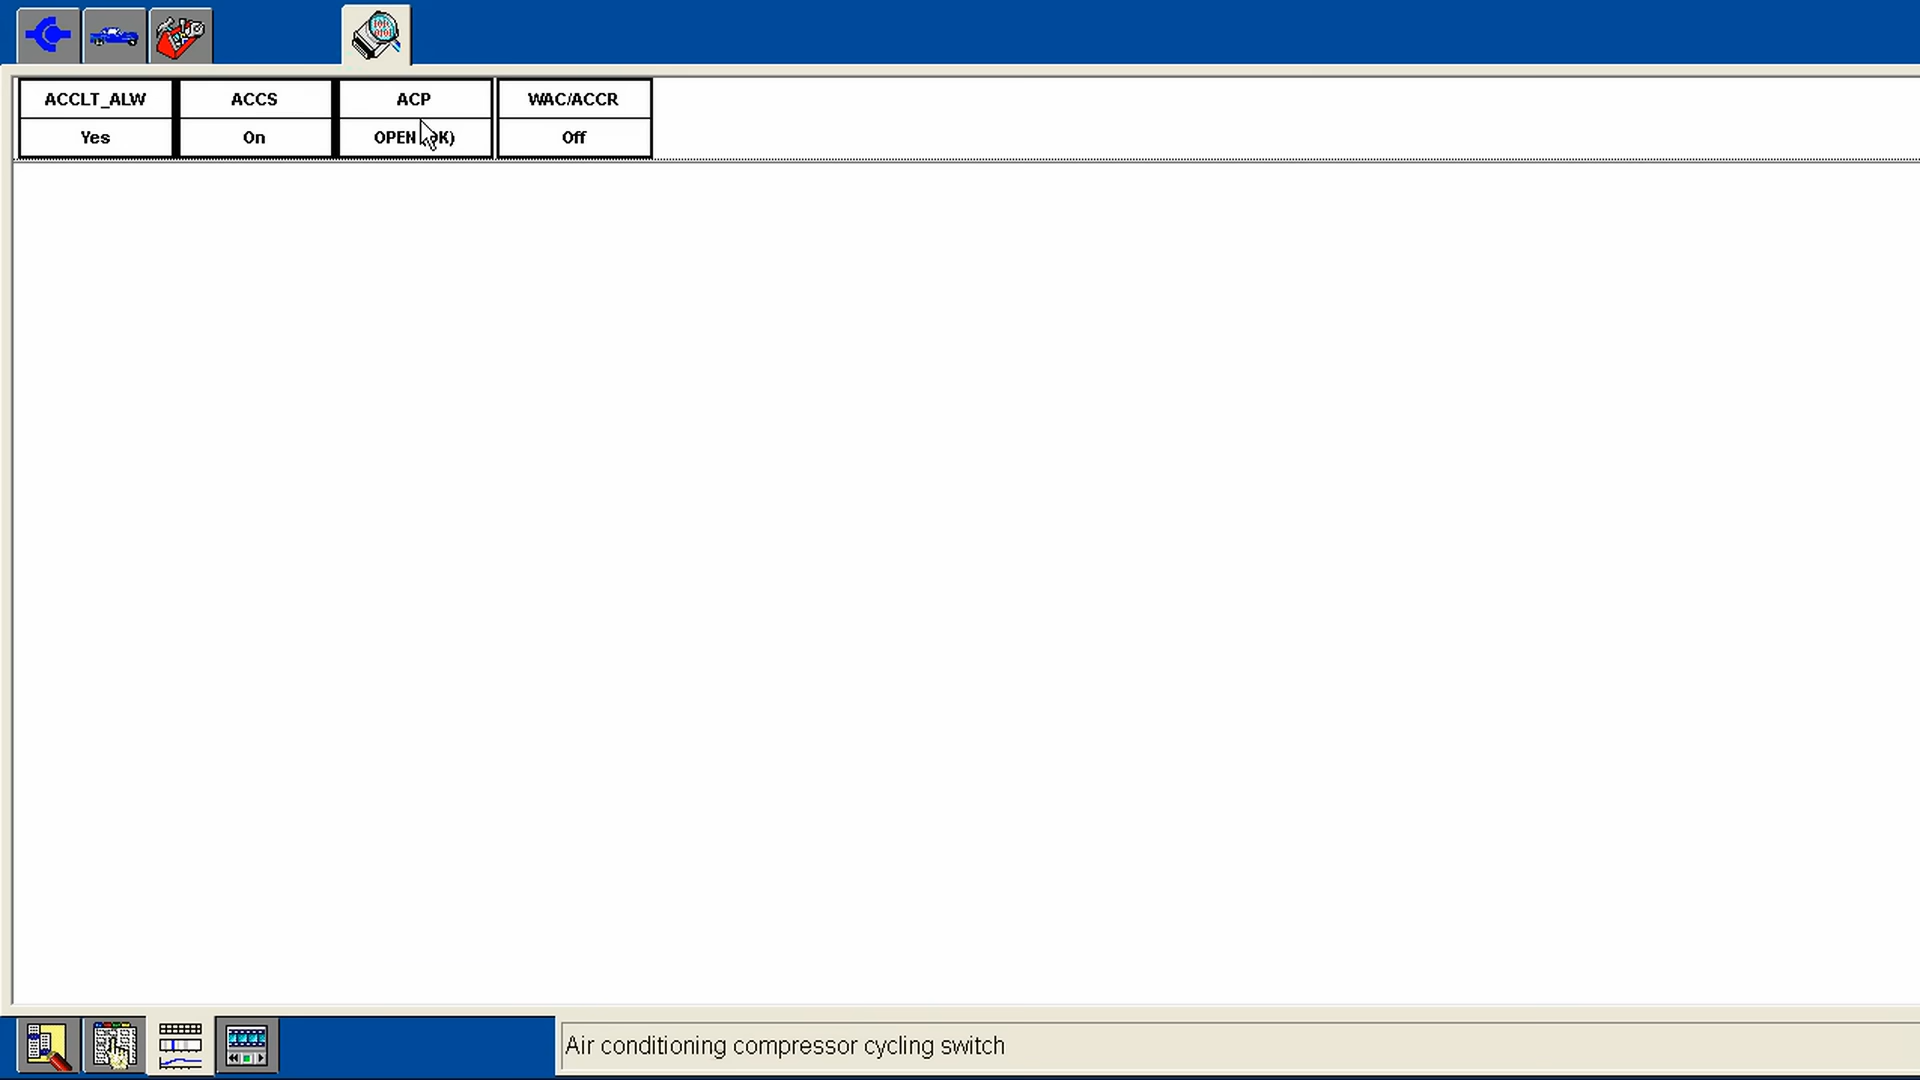 ACCLT_ALW ACCS ACP WAC/ACCR
Yes On OPEN K) Off
Air conditioning compressor cycling switch